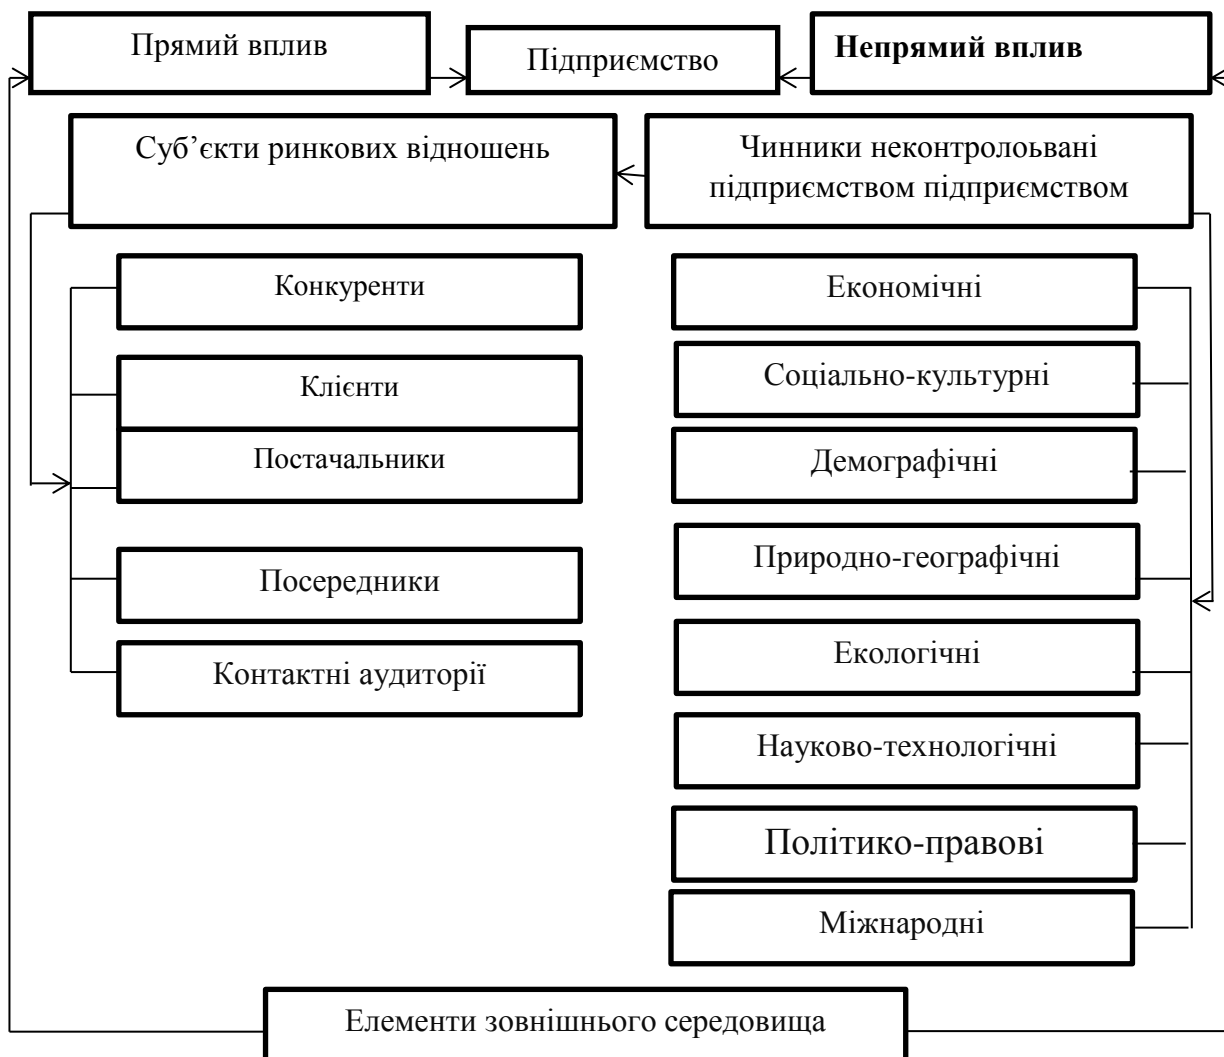 Прямий вплив
Підприємство
Непрямий вплив
Суб’єкти ринкових відношень
Чинники неконтролоьвані
підприємством підприємством
Конкуренти
Економічні
Клієнти
Соціально-культурні
Постачальники
Демографічні
Посередники
Природно-географічні
Контактні аудиторії
Екологічні
Науково-технологічні
Політико-правові
Міжнародні
Елементи зовнішнього середовища